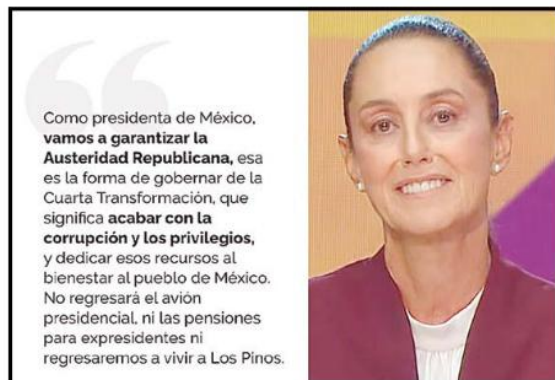 Como presidenta de México,
vamos a garantizar la
Austeridad Republicana, esa
es la forma de gobernar de la
Cuarta Transformación, que
significa acabar con la
corrupción y los privilegios,
y dedicar esos recursos al
bienestar al pueblo de México.
No regresará el avión
presidencial, ni las pensiones
para expresidentes ni
regresaremos a vivir a Los Pinos.